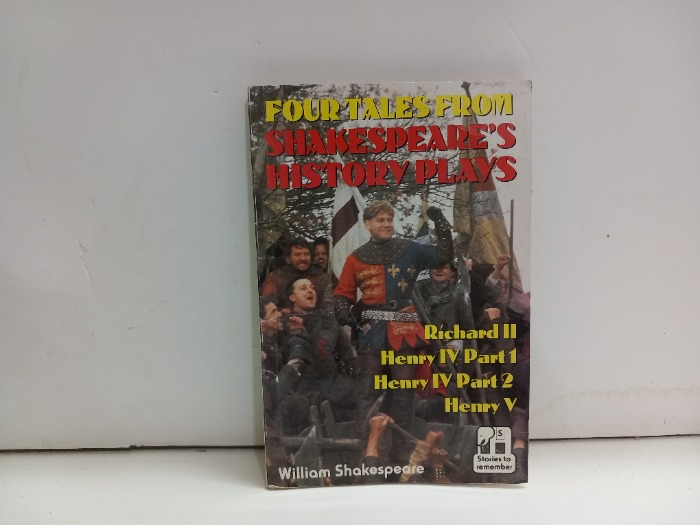 FOUR TALES FROM
SHAKESPEARE'S
HISTORY PLAYS
Richard II
Henry IV Part 1
Henry IV Part 2
Henry V
S
Stories to
remember
William Shakespeare